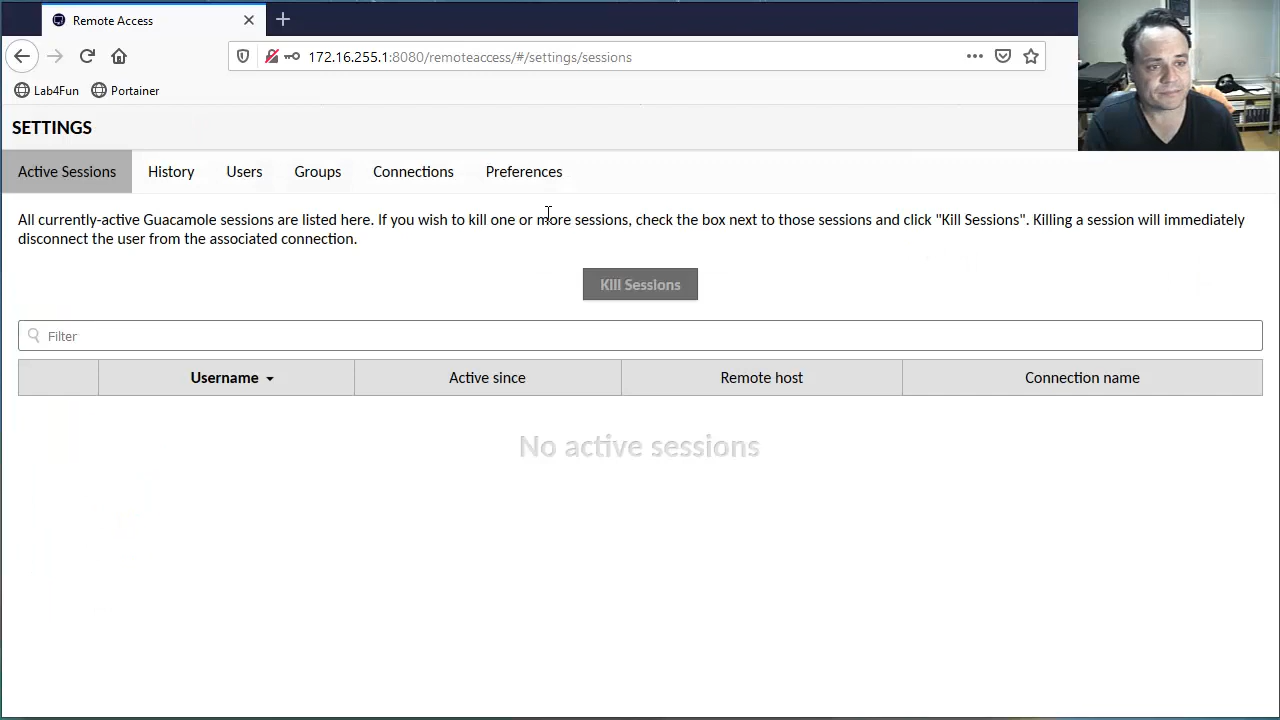 Remote Access
172.16.255.1:8080/remoteaccess/#/settings/sessions
Lab4Fun Portainer
SETTINGS
Active Sessions History Users Groups Connections Preferences
All currently-active Guacamole sessions are listed here. If you wish to kill one or more sessions, check the box next to those sessions and click "Kill Sessions". Killing a session will immediately
disconnect the user from the associated connection.
Kill Sessions
Filter
Username Active since Remote host Connection name
No active sessions